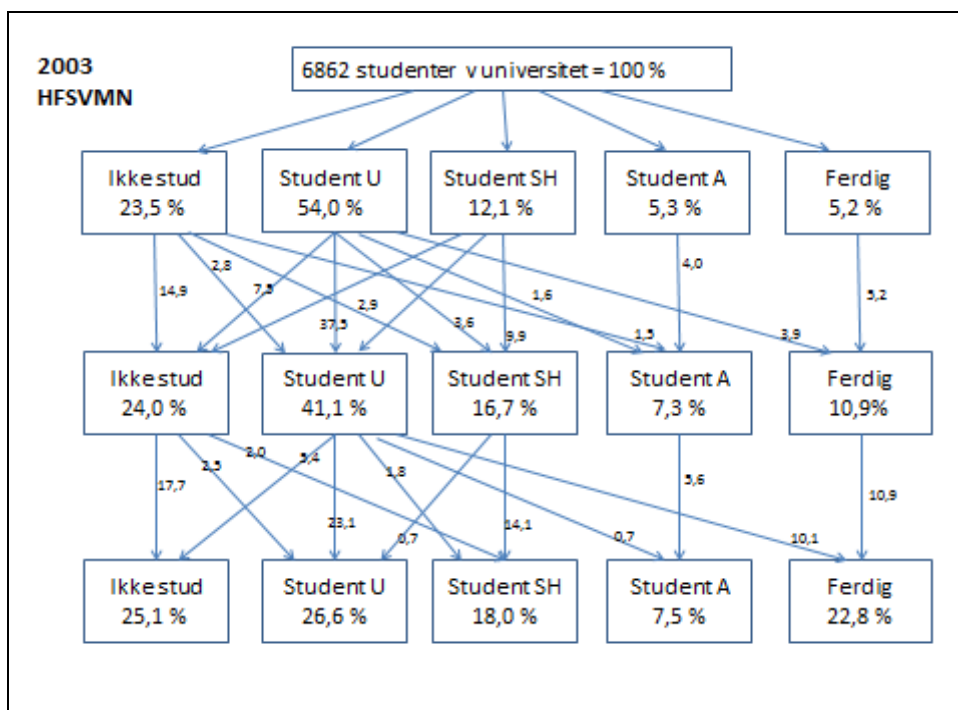 2003
HFSVMN
6862 studenter v universitet = 100 %
Ikke stud
23,5 %
Student U
54,0 %
Student SH
12,1 %
Student A
5,3 %
Ferdig
5,2 %
14,9
2,8
7,5
37,5
2,9
3,6
9,9
1,6
4,0
1,5
3,9
5,2
Ikke stud
24,0 %
Student U
41,1 %
Student SH
16,7 %
Student A
7,3 %
Ferdig
10,9%
17,7
2,5
2,0
5,4
23,1
1,8
0,7
14,1
0,7
5,6
10,1
10,9
Ikke stud
25,1 %
Student U
26,6 %
Student SH
18,0 %
Student A
7,5 %
Ferdig
22,8 %